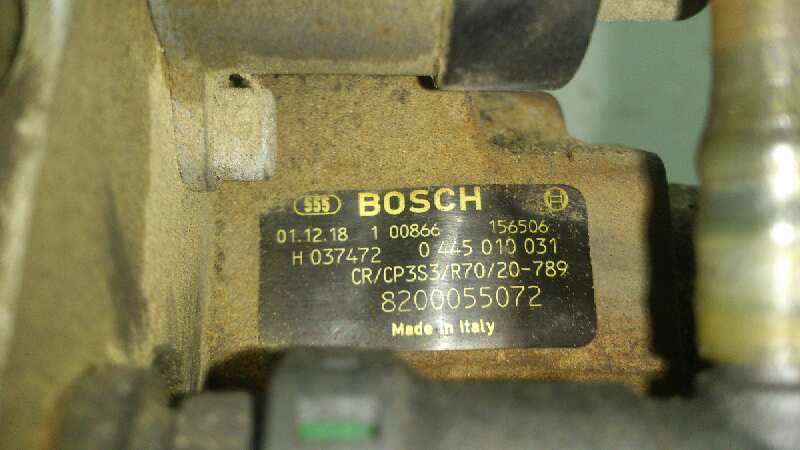 555 BOSCH
01.12.18 1 00866 156506
H 037472 0 445 010 031
CR/CP3S3/R70/20-789
8200055072
Made in Italy